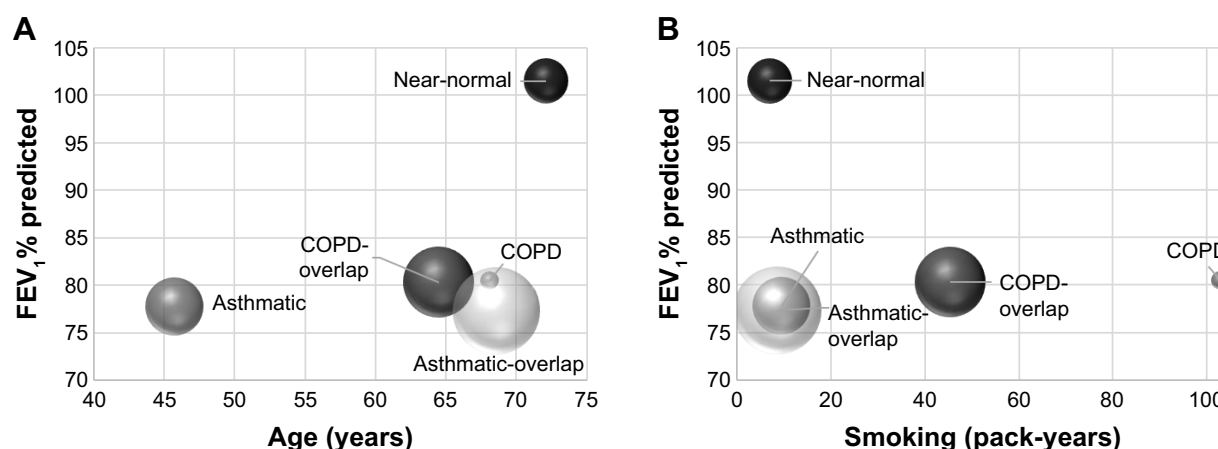 A
FEV1% predicted
105
100
95
90
85
80
75
70
Near-normal
COPD-
overlap
COPD
Asthmatic
Asthmatic-overlap
40 45 50 55 60 65 70 75
Age (years)
B
FEV1% predicted
105
100
95
90
85
80
75
70
Near-normal
Asthmatic
COPD
COPD-
overlap
Asthmatic-
overlap
0 20 40 60 80 100
Smoking (pack-years)